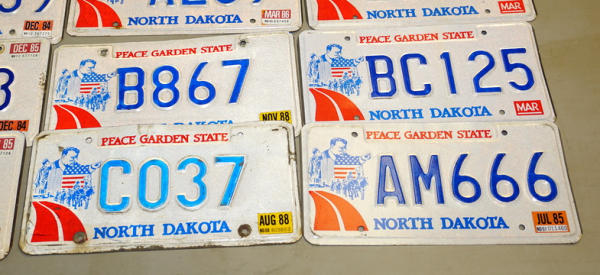 DEC 84
NORTH DAKOTA
MAR 86
NORTH DAKOTA
MAR
DEC 85
PEACE GARDEN STATE
B867
NOV 88
NORTH DAKOTA
PEACE GARDEN STATE
BC125
MAR
NORTH DAKOTA
3
DEC 84
85
PEACE GARDEN STATE
C037
AUG 88
NORTH DAKOTA
PEACE GARDEN STATE
AM666
JUL 85
NORTH DAKOTA